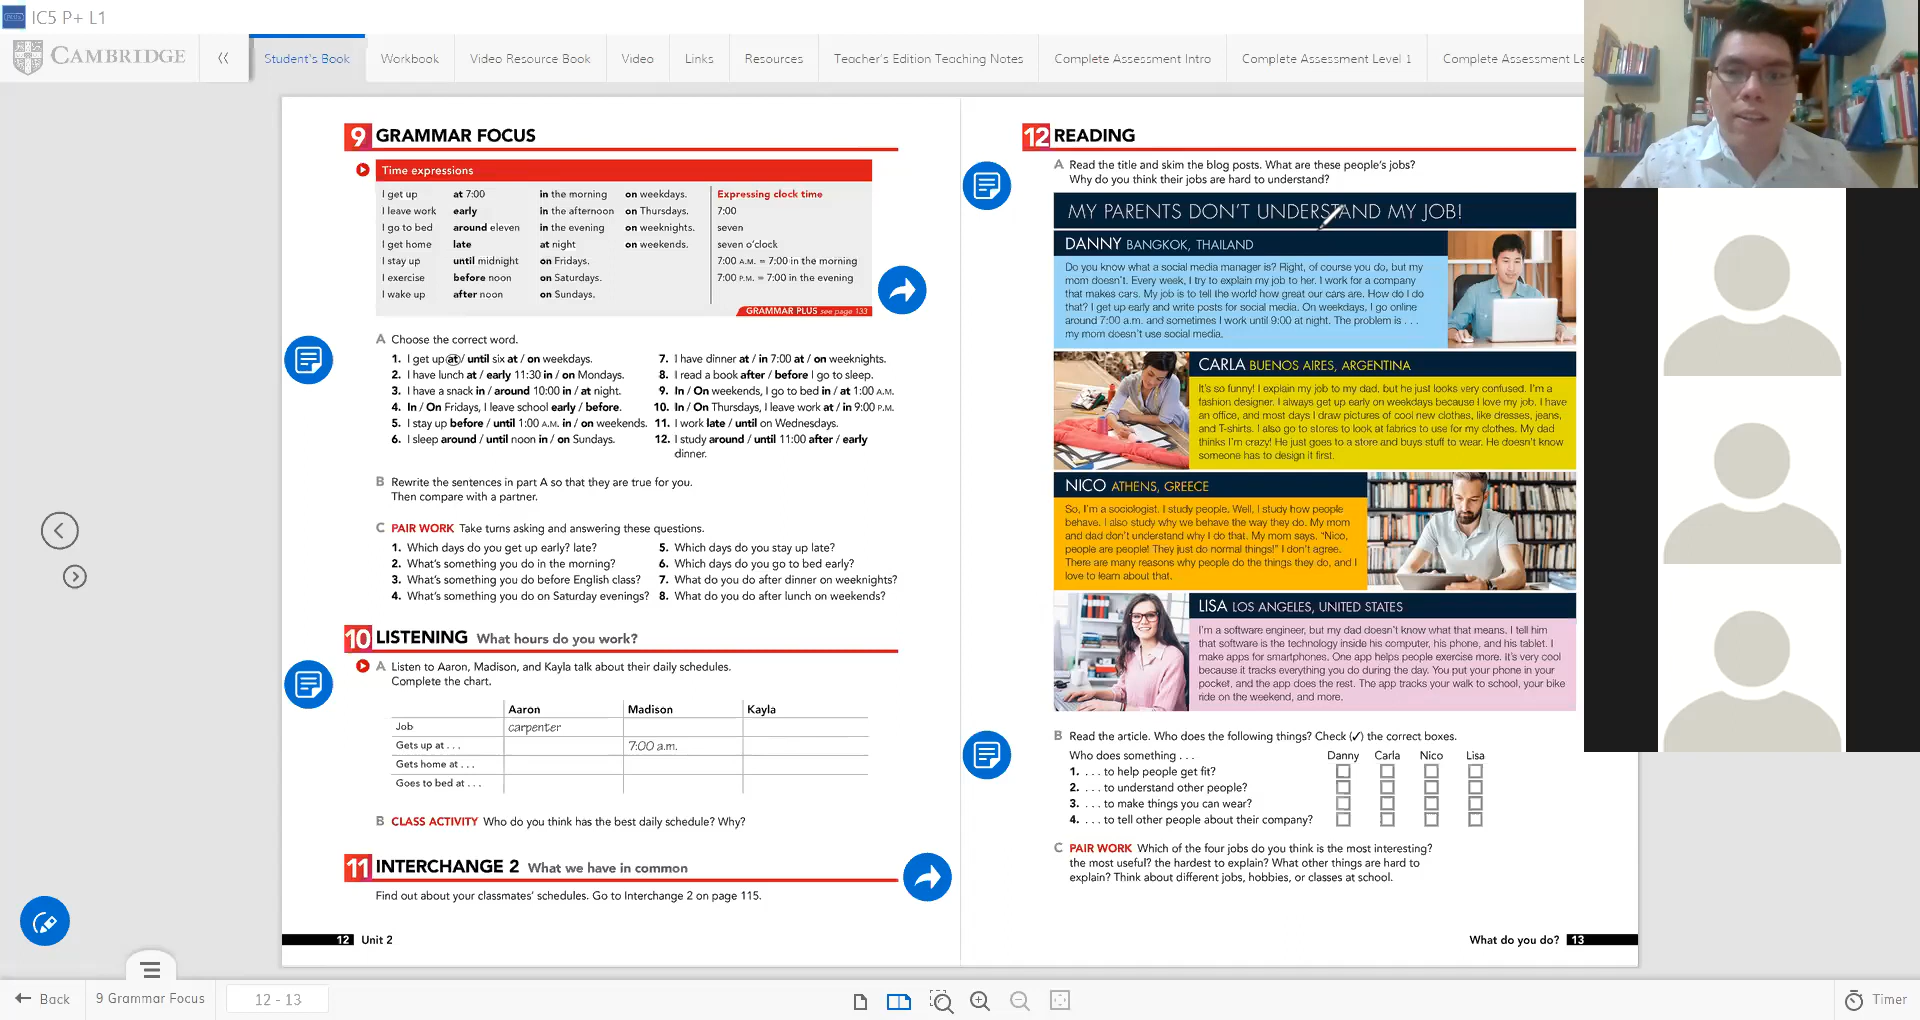 IC5 P+ L1
CAMBRIDGE
Student's Book
Workbook
Video Resource Book
Video
Links
Resources
Teacher's Edition Teaching Notes
Complete Assessment Intro
Complete Assessment Level 1
Complete Assessment Le
9 GRAMMAR FOCUS
Time expressions
I get up at 7:00 in the morning on weekdays.
I leave work early in the afternoon on Thursdays.
I go to bed around eleven in the evening on weeknights.
I get home late at night on weekends.
I stay up until midnight on Fridays.
I exercise before noon on Saturdays.
I wake up after noon on Sundays.
Expressing clock time
7:00
seven
seven o'clock
7:00 A.M. = 7:00 in the morning
7:00 P.M. = 7:00 in the evening
GRAMMAR PLUS see page 133
A Choose the correct word.
1. I get up at / until six at / on weekdays.
2. I have lunch at / early 11:30 in / on Mondays.
3. I have a snack in / around 10:00 in / at night.
4. In / On Fridays, I leave school early / before.
5. I stay up before / until 1:00 A.M. in / on weekends.
6. I sleep around / until noon in / on Sundays.
7. I have dinner at / in 7:00 at / on weeknights.
8. I read a book after / before I go to sleep.
9. In / On weekends, I go to bed in / at 1:00 A.M.
10. In / On Thursdays, I leave work at / in 9:00 P.M.
11. I work late / until on Wednesdays.
12. I study around / until 11:00 after / early
dinner.
B Rewrite the sentences in part A so that they are true for you.
Then compare with a partner.
C PAIR WORK Take turns asking and answering these questions.
1. Which days do you get up early? late?
2. What's something you do in the morning?
3. What's something you do before English class?
4. What's something you do on Saturday evenings?
5. Which days do you stay up late?
6. Which days do you go to bed early?
7. What do you do after dinner on weeknights?
8. What do you do after lunch on weekends?
10 LISTENING What hours do you work?
A Listen to Aaron, Madison, and Kayla talk about their daily schedules.
Complete the chart.
Aaron Madison Kayla
Job carpenter
Gets up at . . . 7:00 a.m.
Gets home at . . .
Goes to bed at . . .
B CLASS ACTIVITY Who do you think has the best daily schedule? Why?
11 INTERCHANGE 2 What we have in common
Find out about your classmates' schedules. Go to Interchange 2 on page 115.
12 Unit 2
12 READING
A Read the title and skim the blog posts. What are these people's jobs?
Why do you think their jobs are hard to understand?
MY PARENTS DON'T UNDERSTAND MY JOB!
DANNY BANGKOK, THAILAND
Do you know what a social media manager is? Right, of course you do, but my
mom doesn't. Every week, I try to explain my job to her. I work for a company
that makes cars. My job is to tell the world how great our cars are. How do I do
that? I get up early and write posts for social media. On weekdays, I go online
around 7:00 a.m. and sometimes I work until 9:00 at night. The problem is . . .
my mom doesn't use social media.
CARLA BUENOS AIRES, ARGENTINA
It's so funny! I explain my job to my dad, but he just looks very confused. I'm a
fashion designer. I always get up early on weekdays because I love my job. I have
an office, and most days I draw pictures of cool new clothes, like dresses, jeans,
and T-shirts. I also go to stores to look at fabrics to use for my clothes. My dad
thinks I'm crazy! He just goes to a store and buys stuff to wear. He doesn't know
someone has to design it first.
NICO ATHENS, GREECE
So, I'm a sociologist. I study people. Well, I study how people
behave. I also study why we behave the way they do. My mom
and dad don't understand why I do that. My mom says, "Nico,
people are people! They just do normal things!" I don't agree.
There are many reasons why people do the things they do, and I
love to learn about that.
LISA LOS ANGELES, UNITED STATES
I'm a software engineer, but my dad doesn't know what that means. I tell him
that software is the technology inside his computer, his phone, and his tablet. I
make apps for smartphones. One app helps people exercise more. It's very cool
because it tracks everything you do during the day. You put your phone in your
pocket, and the app does the rest. The app tracks your walk to school, your bike
ride on the weekend, and more.
B Read the article. Who does the following things? Check (✓) the correct boxes.
Who does something . . . Danny Carla Nico Lisa
1. . . . to help people get fit?
2. . . . to understand other people?
3. . . . to make things you can wear?
4. . . . to tell other people about their company?
C PAIR WORK Which of the four jobs do you think is the most interesting?
the most useful? the hardest to explain? What other things are hard to
explain? Think about different jobs, hobbies, or classes at school.
What do you do? 13
Back
9 Grammar Focus
12 - 13
Timer